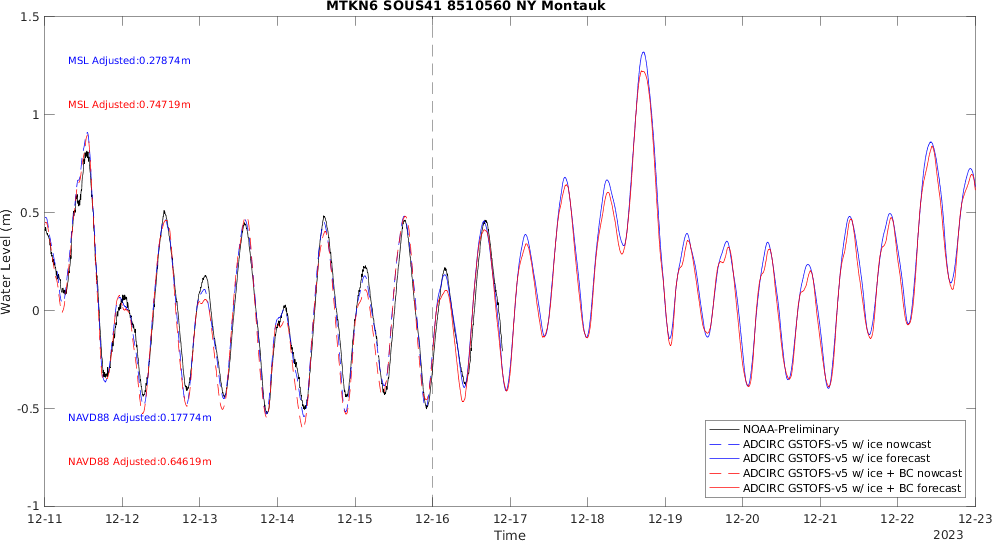 MTKN6 SOUS41 8510560 NY Montauk
1.5
1
0.5
0
-0.5
-1
Water Level (m)
MSL Adjusted:0.27874m
MSL Adjusted:0.74719m
NAVD88 Adjusted:0.17774m
NAVD88 Adjusted:0.64619m
NOAA-Preliminary
ADCIRC GSTOFS-v5 w/ ice nowcast
ADCIRC GSTOFS-v5 w/ ice forecast
ADCIRC GSTOFS-v5 w/ ice + BC nowcast
ADCIRC GSTOFS-v5 w/ ice + BC forecast
12-11 12-12 12-13 12-14 12-15 12-16 12-17 12-18 12-19 12-20 12-21 12-22 12-23
Time
2023